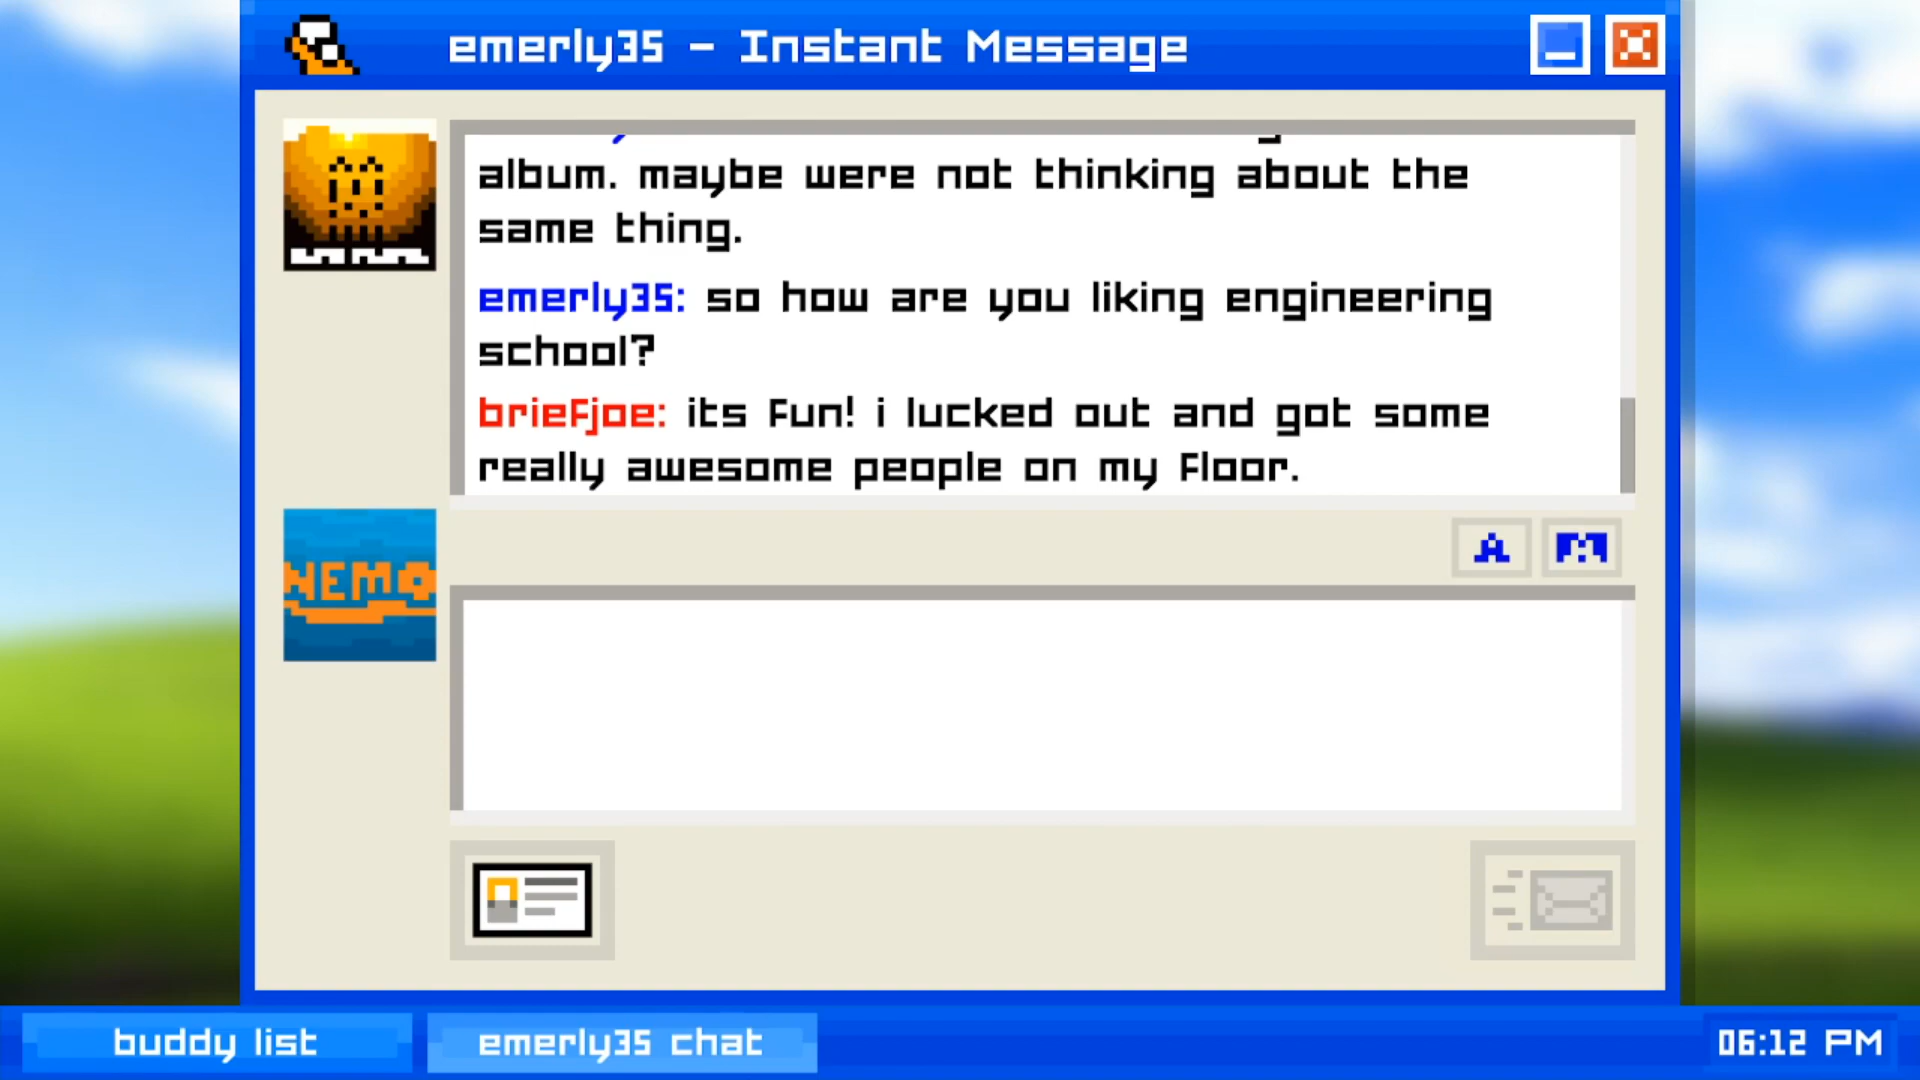 emerly35 - Instant Message
album. maybe were not thinking about the
same thing.
emerly35: so how are you liking engineering
school?
briefjoe: its fun! i lucked out and got some
really awesome people on my floor.
A
NEMO
buddy list
emerly35 chat
06:12 PM